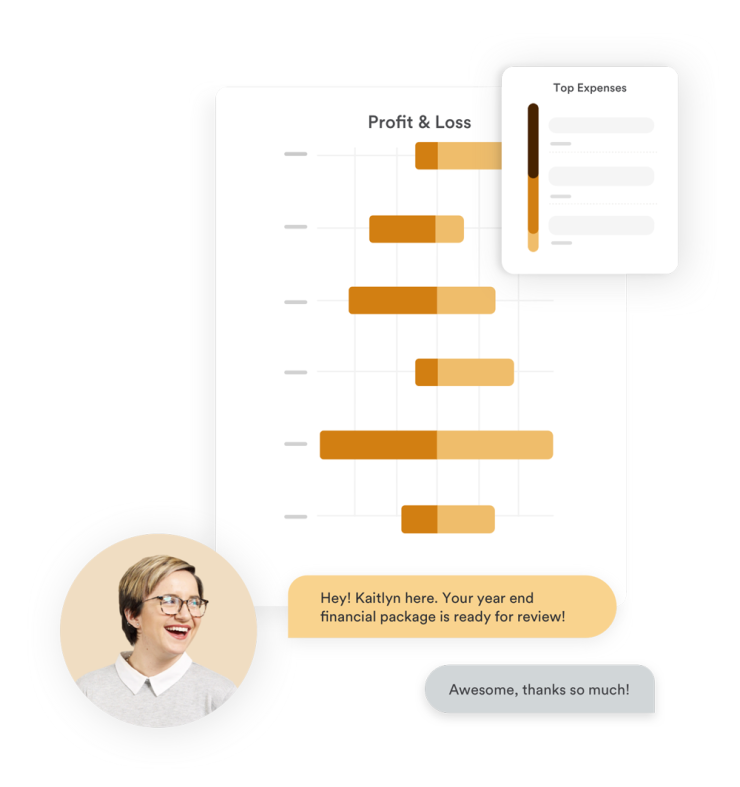 Top Expenses
Profit & Loss
Hey! Kaitlyn here. Your year end
financial package is ready for review!
Awesome, thanks so much!